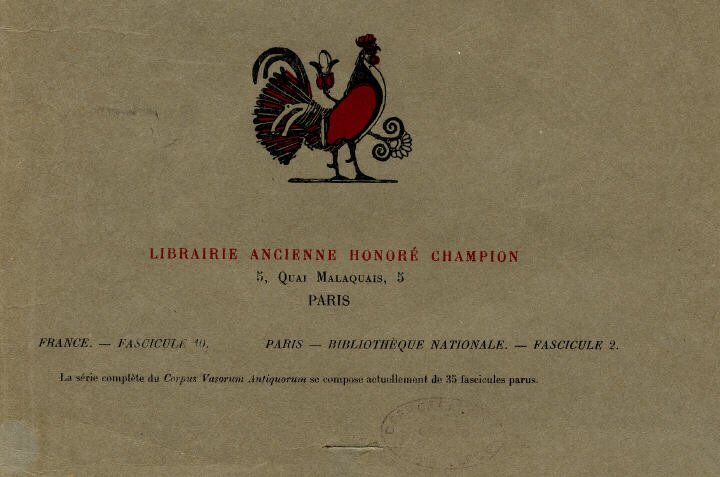 LIBRAIRIE ANCIENNE HONORÉ CHAMPION
5, QUAI MALAQUAIS, 5
PARIS
FRANCE. — FASCICULE 10. PARIS — BIBLIOTHÈQUE NATIONALE. — FASCICULE 2.
La série complète du Corpus Vasorum Antiquorum se compose actuellement de 35 fascicules parus.